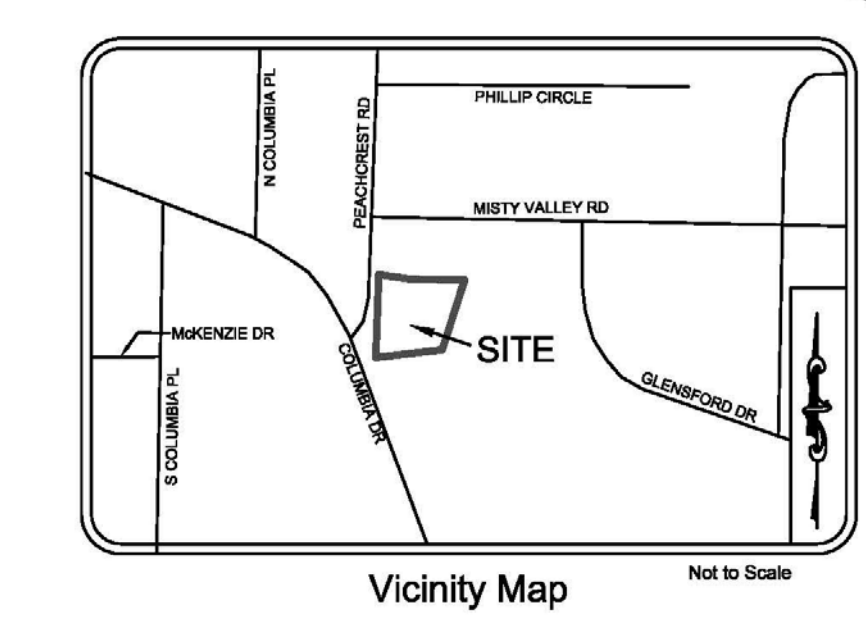 N COLUMBIA PL
PEACHCREST RD
PHILLIP CIRCLE
MISTY VALLEY RD
McKENZIE DR
S COLUMBIA PL
COLUMBIA DR
SITE
GLENSFORD DR
Vicinity Map
Not to Scale